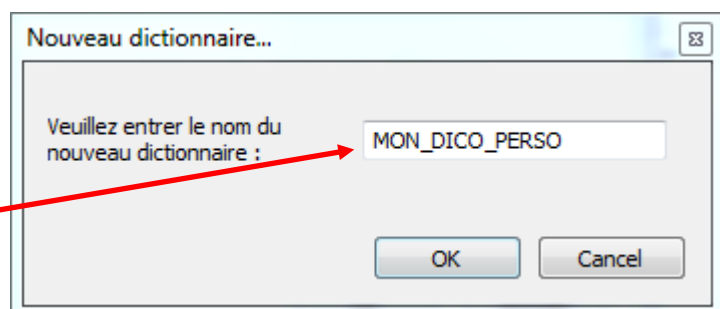 Nouveau dictionnaire...
Veuillez entrer le nom du
nouveau dictionnaire :
MON_DICO_PERSO
OK
Cancel